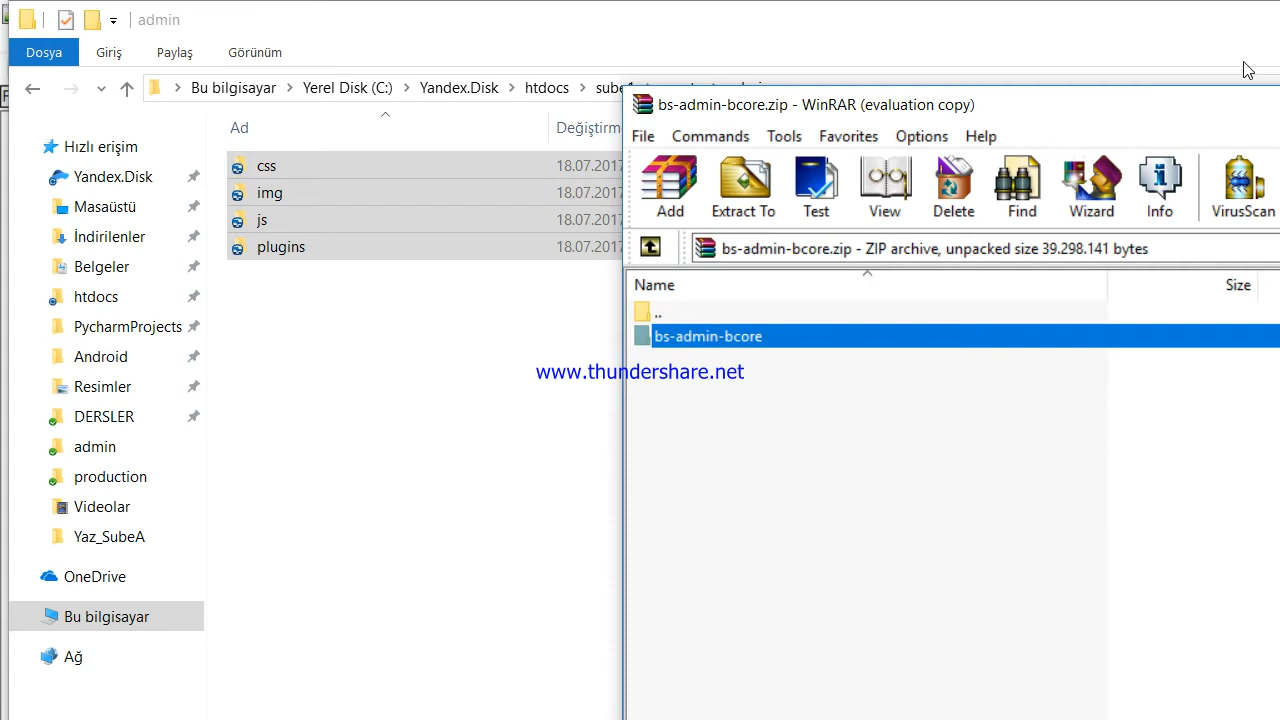 admin
Dosya Giriş Paylaş Görünüm
Bu bilgisayar Yerel Disk (C:) Yandex.Disk htdocs
Ad
css 18.07.2017
img 18.07.2017
js 18.07.2017
plugins 18.07.2017
Hızlı erişim
Yandex.Disk
Masaüstü
İndirilenler
Belgeler
htdocs
PycharmProjects
Android
Resimler
DERSLER
admin
production
Videolar
Yaz_SubeA
OneDrive
Bu bilgisayar
Ağ
bs-admin-bcore.zip - WinRAR (evaluation copy)
File Commands Tools Favorites Options Help
Add Extract To Test View Delete Find Wizard Info VirusScan
bs-admin-bcore.zip - ZIP archive, unpacked size 39.298.141 bytes
Name Size
..
bs-admin-bcore
www.thundershare.net